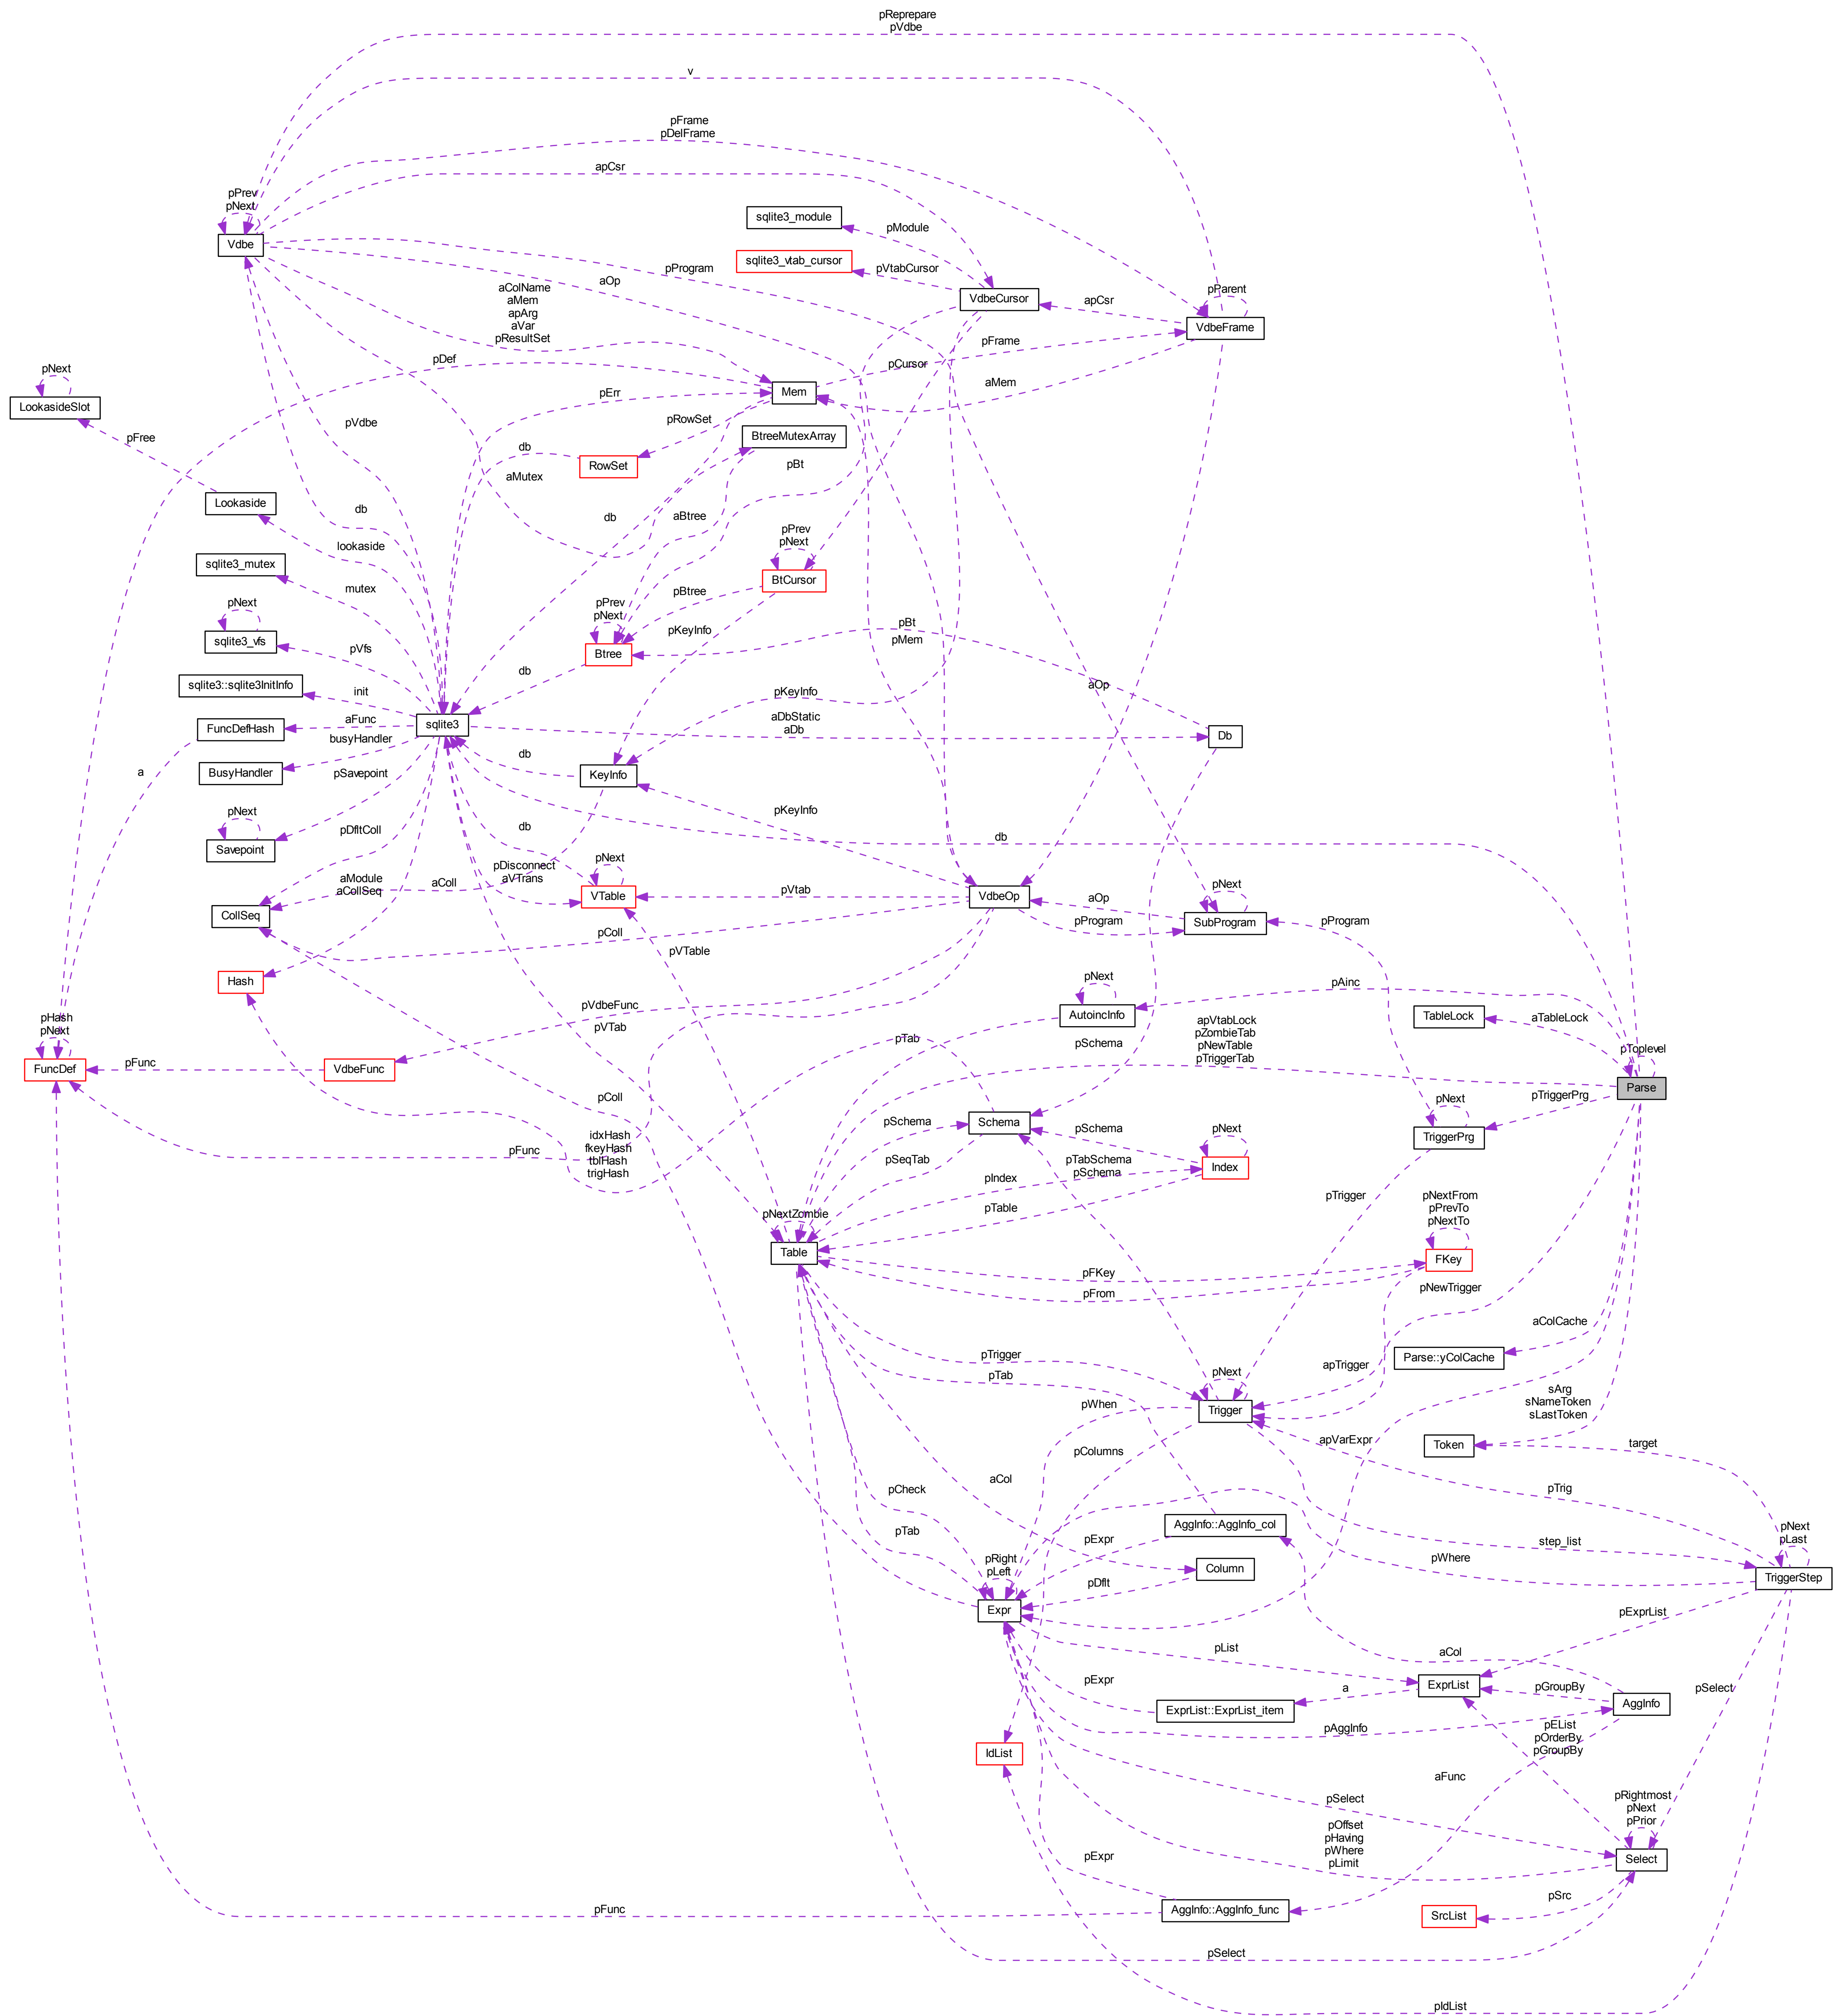 pReprepare
pVdbe
v
pFrame
pDelFrame
apCsr
pPrev
pNext
Vdbe
sqlite3_module
pModule
sqlite3_vtab_cursor
pVtabCursor
pProgram
aOp
VdbeCursor
pParent
apCsr
VdbeFrame
aColName
aMem
apArg
aVar
pResultSet
pFrame
pDef
pErr
pCursor
aMem
Mem
pNext
LookasideSlot
pVdbe
pRowSet
BtreeMutexArray
pFree
db
RowSet
pBt
aMutex
Lookaside
db
db
aBtree
lookaside
pPrev
pNext
sqlite3_mutex
mutex
BtCursor
pBtree
pNext
pPrev
pNext
pKeyInfo
pBt
pMem
sqlite3_vfs
pVfs
Btree
sqlite3::sqlite3InitInfo
init
db
pKeyInfo
aOp
FuncDefHash
aFunc
sqlite3
aDbStatic
aDb
Db
busyHandler
BusyHandler
a
pSavepoint
db
KeyInfo
pNext
pKeyInfo
Savepoint
pDfltColl
db
db
pDisconnect
aVTrans
pNext
aModule
aCollSeq
aColl
VTable
pVtab
VdbeOp
aOp
pNext
CollSeq
pColl
pProgram
SubProgram
pProgram
pVTable
Hash
pNext
pAinc
pVdbeFunc
AutoincInfo
TableLock
aTableLock
pHash
pNext
pVTab
pTab
pSchema
apVtabLock
pZombieTab
pNewTable
pTriggerTab
pToplevel
FuncDef
pFunc
VdbeFunc
Parse
pColl
pTriggerPrg
pNext
Schema
pSchema
pSchema
pNext
TriggerPrg
pFunc
idxHash
fkeyHash
tblHash
trigHash
pSeqTab
pTabSchema
pSchema
Index
pIndex
pTrigger
pNextFrom
pPrevTo
pNextTo
pNextZombie
pTable
Table
FKey
pFKey
pFrom
pNewTrigger
aColCache
pTrigger
apTrigger
Parse::yColCache
pTab
pNext
pWhen
Trigger
sArg
sNameToken
sLastToken
pColumns
apVarExpr
Token
target
aCol
pCheck
pTrig
AggInfo::AggInfo_col
pTab
pExpr
pNext
pLast
step_list
pRight
pLeft
Column
pWhere
TriggerStep
pDflt
Expr
pExprList
pList
aCol
pSelect
pExpr
ExprList
a
pGroupBy
AggInfo
ExprList::ExprList_item
pAggInfo
pEList
pOrderBy
pGroupBy
IdList
aFunc
pSelect
pRightmost
pNext
pPrior
pOffset
pHaving
pWhere
pLimit
Select
pExpr
pSrc
pFunc
AggInfo::AggInfo_func
SrcList
pSelect
pIdList